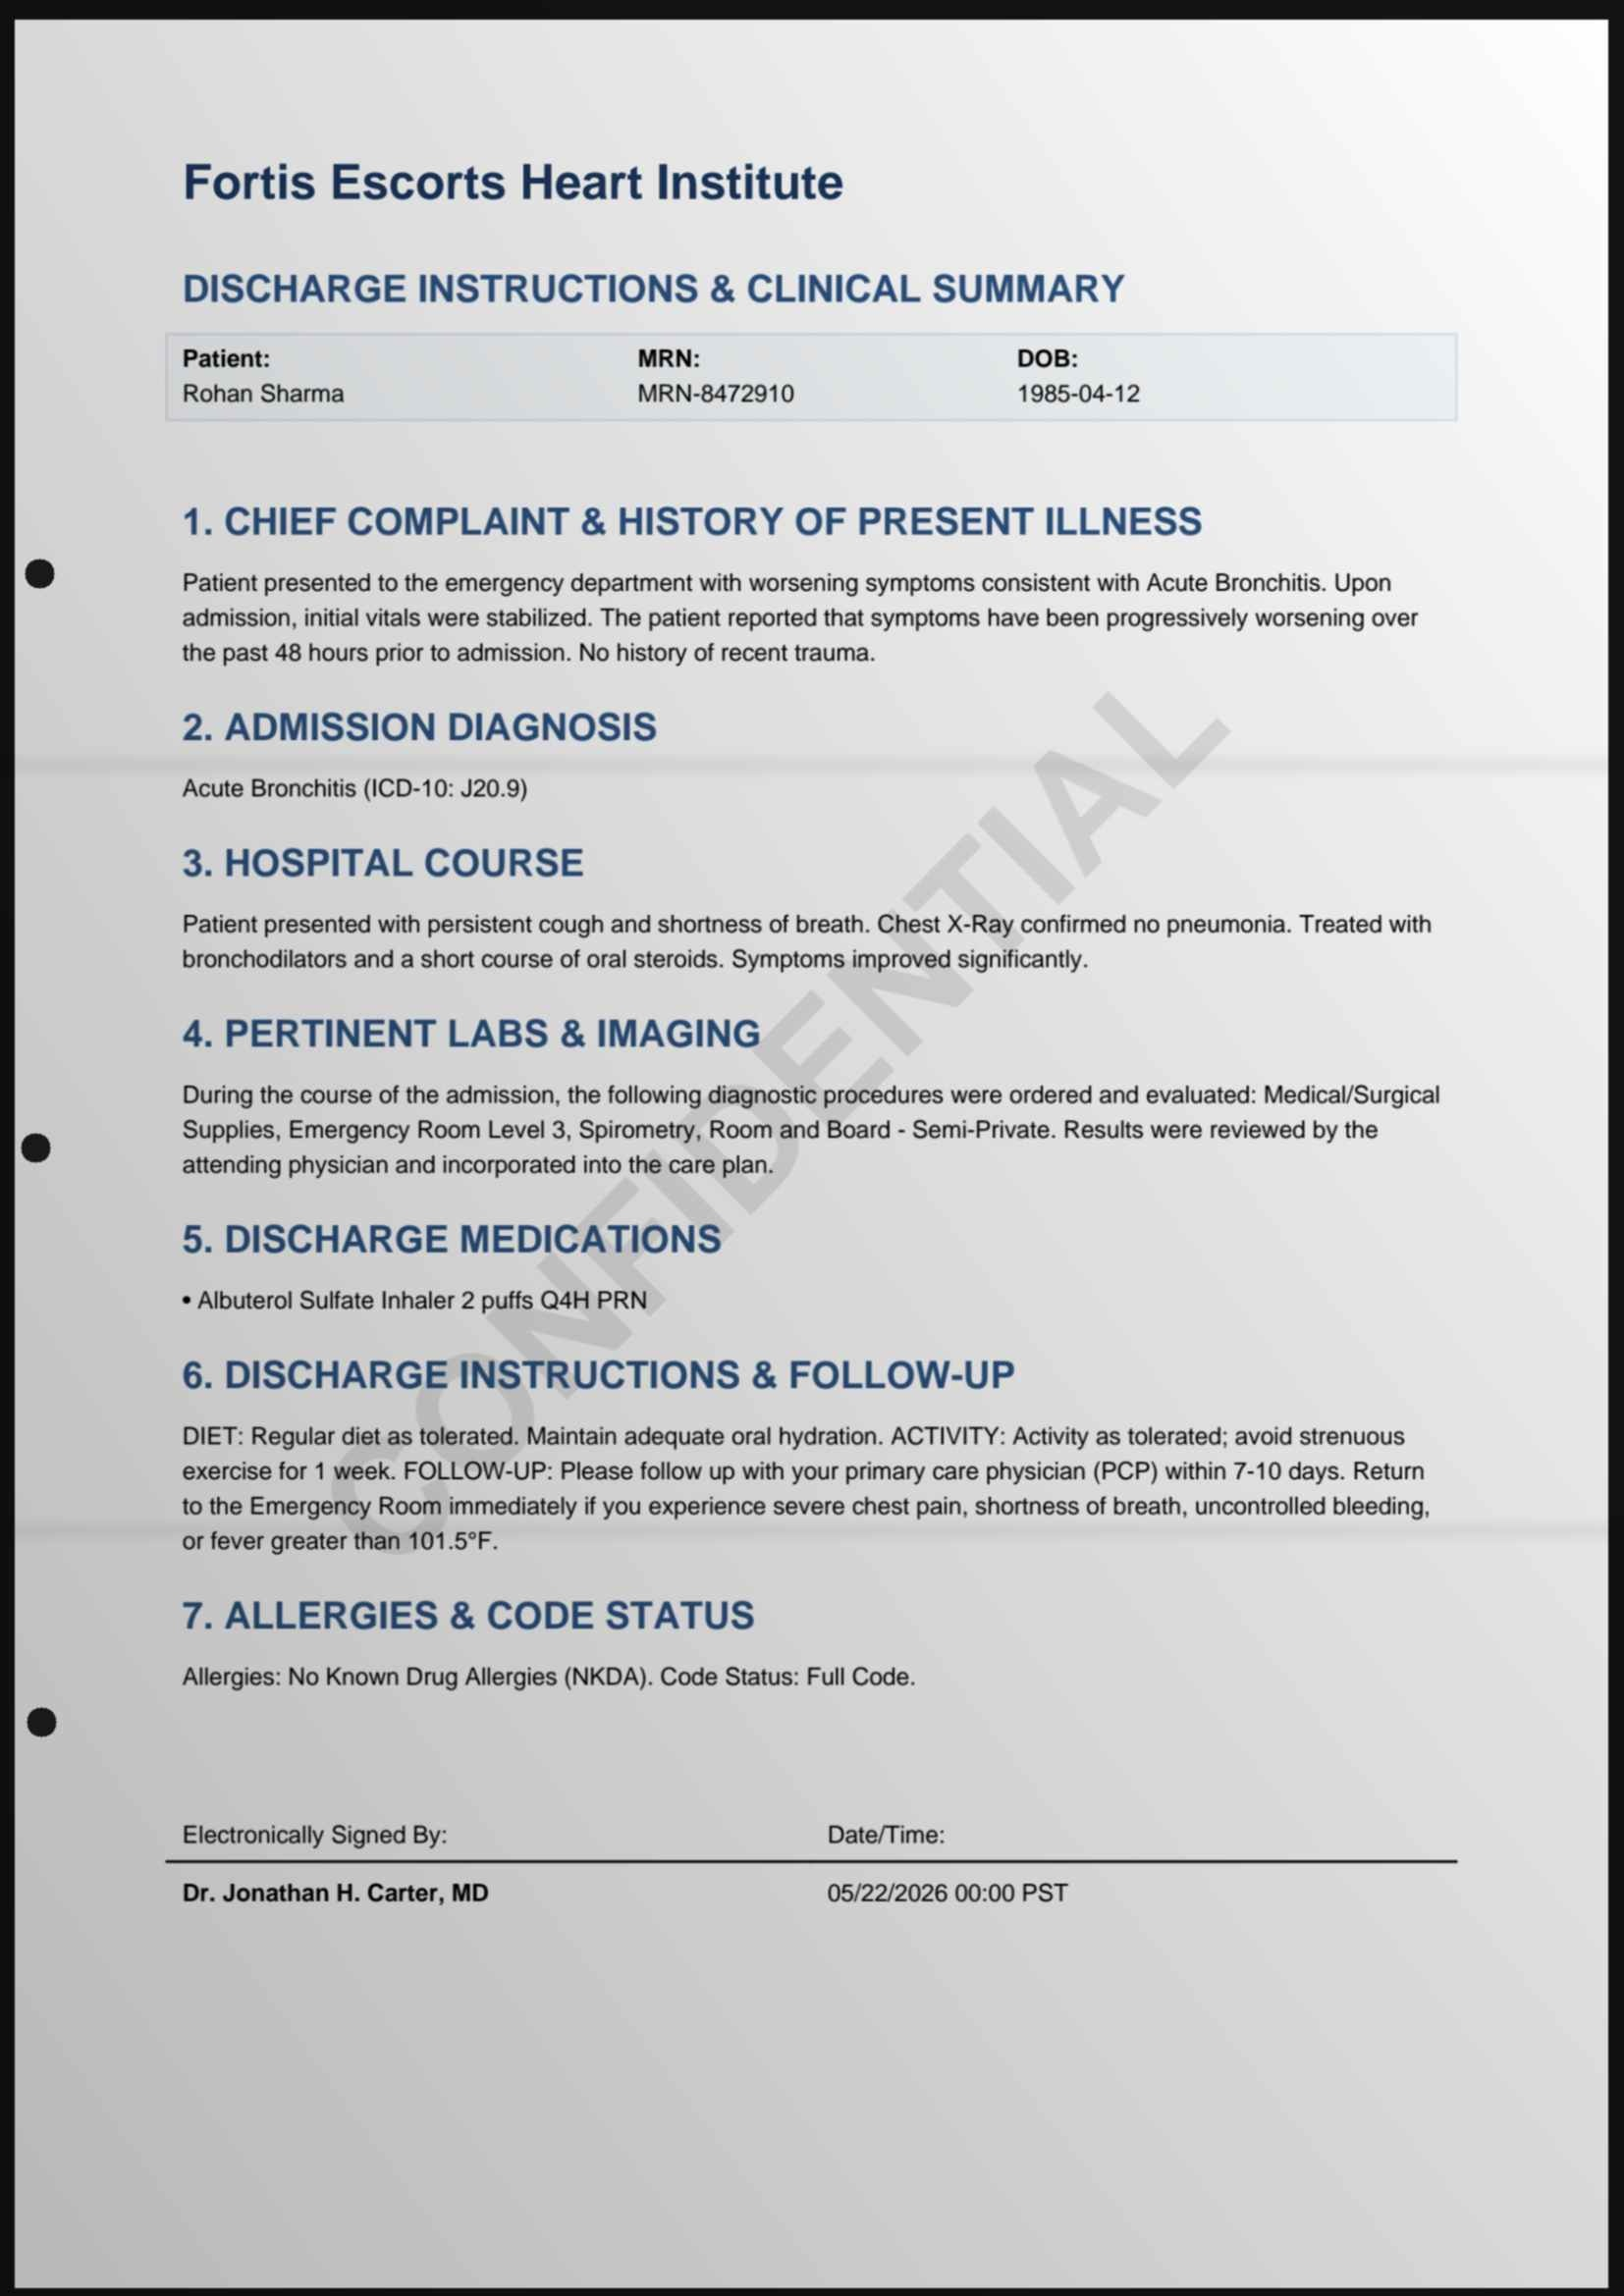 Fortis Escorts Heart Institute
DISCHARGE INSTRUCTIONS & CLINICAL SUMMARY
Patient: MRN: DOB:
Rohan Sharma MRN-8472910 1985-04-12
1. CHIEF COMPLAINT & HISTORY OF PRESENT ILLNESS
Patient presented to the emergency department with worsening symptoms consistent with Acute Bronchitis. Upon
admission, initial vitals were stabilized. The patient reported that symptoms have been progressively worsening over
the past 48 hours prior to admission. No history of recent trauma.
2. ADMISSION DIAGNOSIS
Acute Bronchitis (ICD-10: J20.9)
3. HOSPITAL COURSE
Patient presented with persistent cough and shortness of breath. Chest X-Ray confirmed no pneumonia. Treated with
bronchodilators and a short course of oral steroids. Symptoms improved significantly.
4. PERTINENT LABS & IMAGING
During the course of the admission, the following diagnostic procedures were ordered and evaluated: Medical/Surgical
Supplies, Emergency Room Level 3, Spirometry, Room and Board - Semi-Private. Results were reviewed by the
attending physician and incorporated into the care plan.
5. DISCHARGE MEDICATIONS
• Albuterol Sulfate Inhaler 2 puffs Q4H PRN
6. DISCHARGE INSTRUCTIONS & FOLLOW-UP
DIET: Regular diet as tolerated. Maintain adequate oral hydration. ACTIVITY: Activity as tolerated; avoid strenuous
exercise for 1 week. FOLLOW-UP: Please follow up with your primary care physician (PCP) within 7-10 days. Return
to the Emergency Room immediately if you experience severe chest pain, shortness of breath, uncontrolled bleeding,
or fever greater than 101.5°F.
7. ALLERGIES & CODE STATUS
Allergies: No Known Drug Allergies (NKDA). Code Status: Full Code.
Electronically Signed By: Date/Time:
Dr. Jonathan H. Carter, MD 05/22/2026 00:00 PST
CONFIDENTIAL